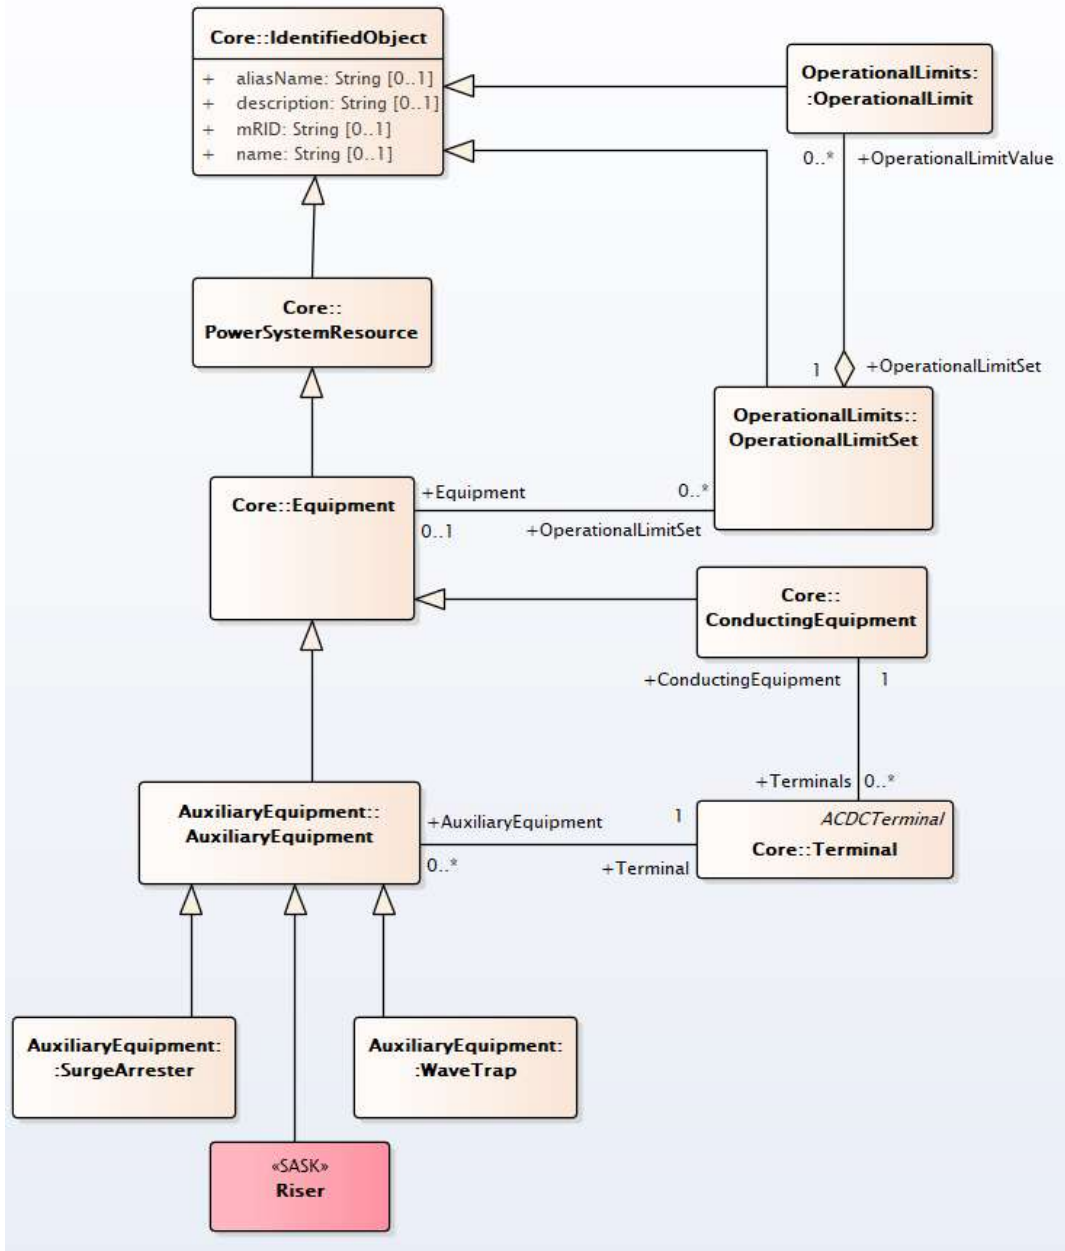 Core::IdentifiedObject
+ aliasName: String [0..1]
+ description: String [0..1]
+ mRID: String [0..1]
+ name: String [0..1]
OperationalLimits:
:OperationalLimit
0..* +OperationalLimitValue
Core::
PowerSystemResource
1 +OperationalLimitSet
OperationalLimits::
OperationalLimitSet
Core::Equipment
+Equipment 0..*
0..1 +OperationalLimitSet
Core::
ConductingEquipment
+ConductingEquipment 1
+Terminals 0..*
AuxiliaryEquipment::
AuxiliaryEquipment
+AuxiliaryEquipment 1
0..* +Terminal
ACDCTerminal
Core::Terminal
AuxiliaryEquipment:
:SurgeArrester
AuxiliaryEquipment:
:WaveTrap
«SASK»
Riser